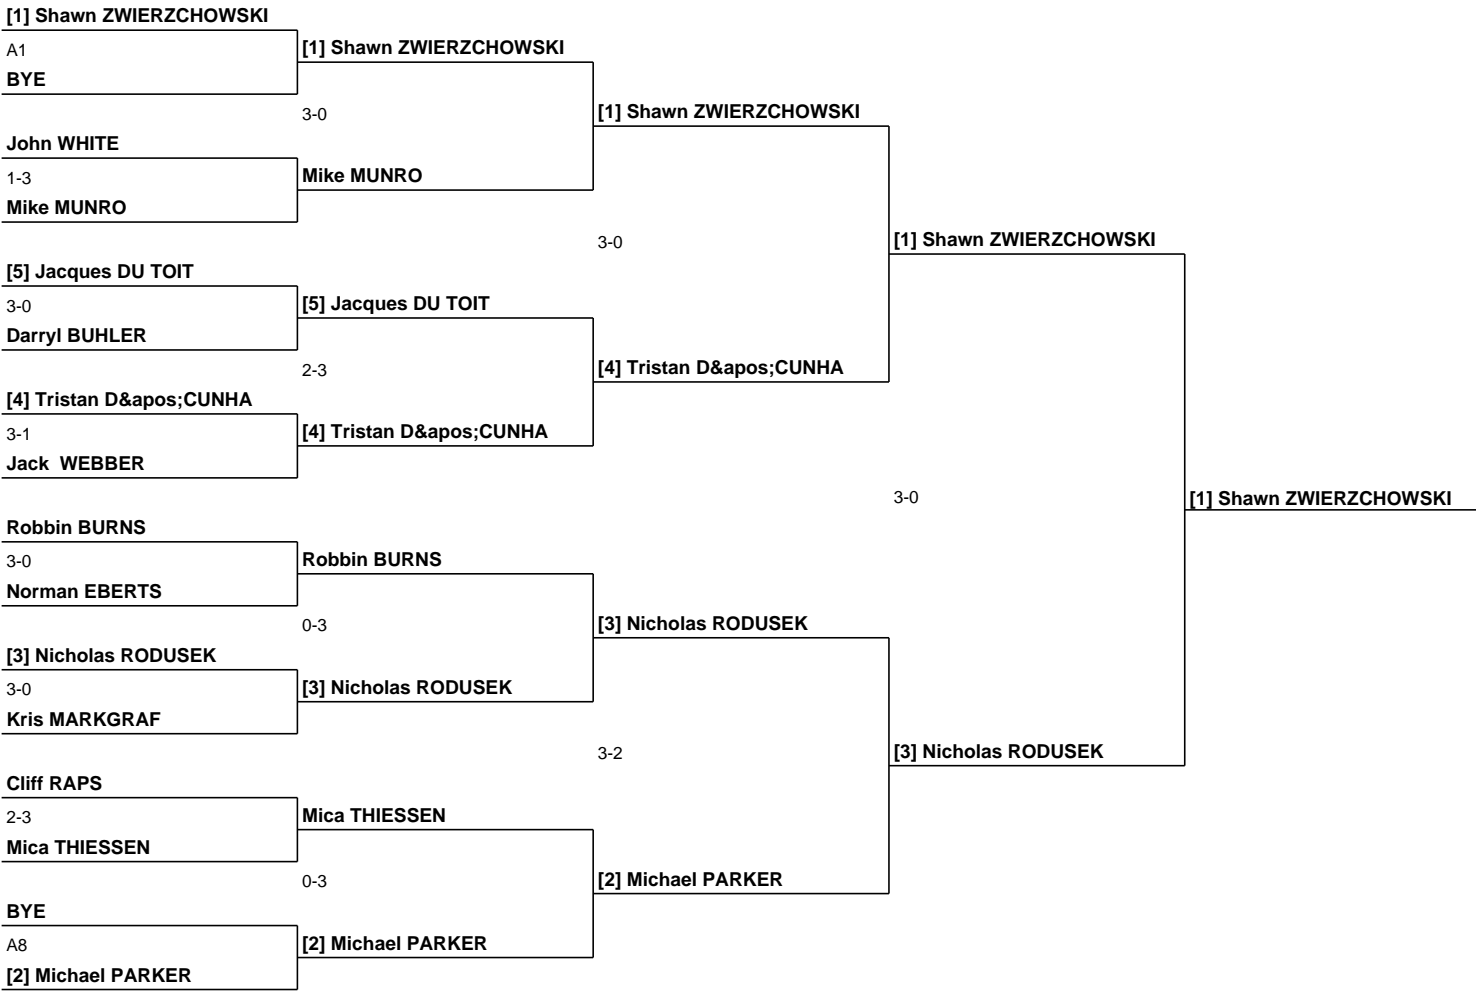 [1] Shawn ZWIERZCHOWSKI
A1
BYE
John WHITE
1-3
Mike MUNRO
[5] Jacques DU TOIT
3-0
Darryl BUHLER
[4] Tristan D&apos;CUNHA
3-1
Jack  WEBBER
Robbin BURNS
3-0
Norman EBERTS
[3] Nicholas RODUSEK
3-0
Kris MARKGRAF
Cliff RAPS
2-3
Mica THIESSEN
BYE
A8
[2] Michael PARKER
[1] Shawn ZWIERZCHOWSKI
3-0
Mike MUNRO
[5] Jacques DU TOIT
2-3
[4] Tristan D&apos;CUNHA
Robbin BURNS
0-3
[3] Nicholas RODUSEK
Mica THIESSEN
0-3
[2] Michael PARKER
[1] Shawn ZWIERZCHOWSKI
3-0
[4] Tristan D&apos;CUNHA
[3] Nicholas RODUSEK
3-2
[2] Michael PARKER
[1] Shawn ZWIERZCHOWSKI
3-0
[3] Nicholas RODUSEK
[1] Shawn ZWIERZCHOWSKI